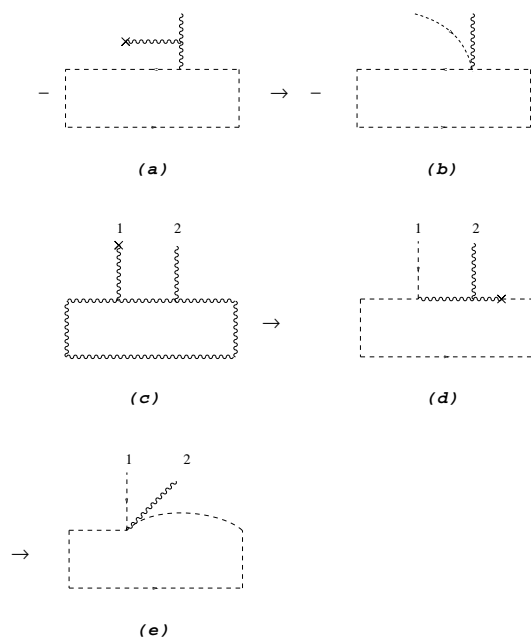 – → –
(a) (b)
1 2 1 2
→
(c) (d)
1 2
→
(e)